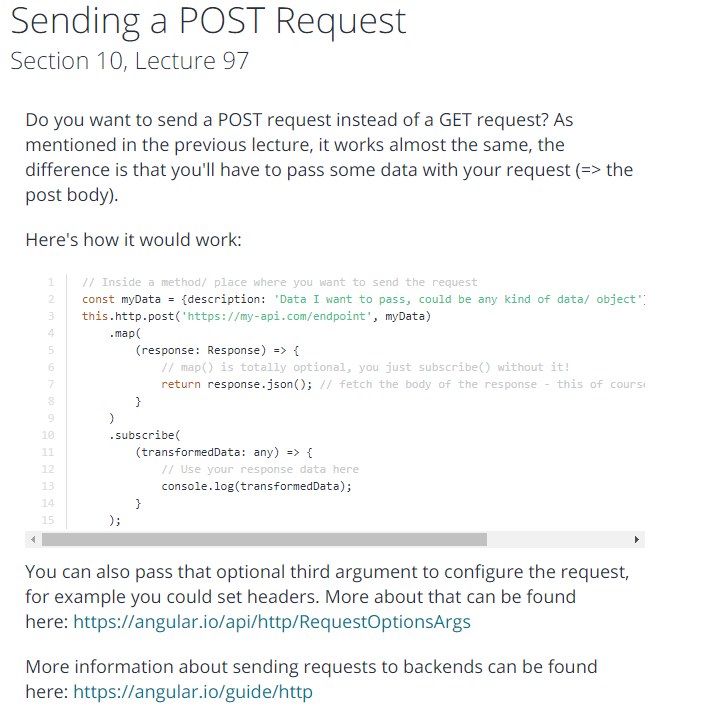 Sending a POST Request
Section 10, Lecture 97
Do you want to send a POST request instead of a GET request? As
mentioned in the previous lecture, it works almost the same, the
difference is that you'll have to pass some data with your request (=> the
post body).
Here's how it would work:
1 // Inside a method/ place where you want to send the request
2 const myData = {description: 'Data I want to pass, could be any kind of data/ object'}
3 this.http.post('https://my-api.com/endpoint', myData)
4 .map(
5 (response: Response) => {
6 // map() is totally optional, you just subscribe() without it!
7 return response.json(); // fetch the body of the response - this of course
8 }
9 )
10 .subscribe(
11 (transformedData: any) => {
12 // Use your response data here
13 console.log(transformedData);
14 }
15 );
You can also pass that optional third argument to configure the request,
for example you could set headers. More about that can be found
here: https://angular.io/api/http/RequestOptionsArgs
More information about sending requests to backends can be found
here: https://angular.io/guide/http